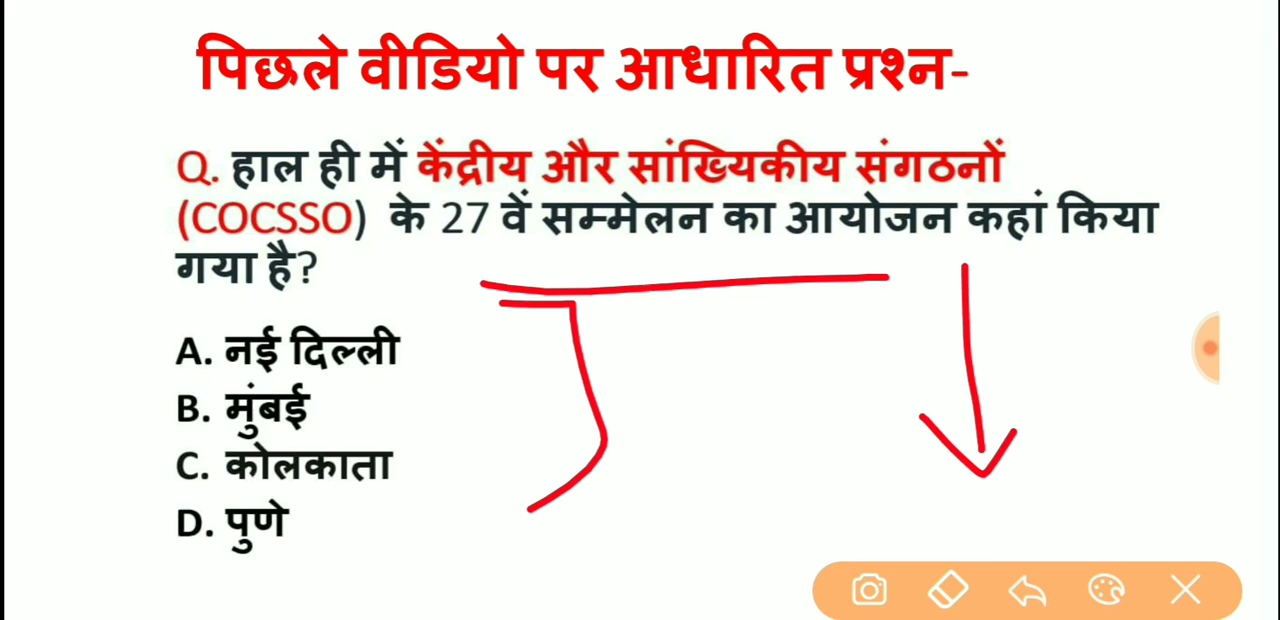 पिछले वीडियो पर आधारित प्रश्न-
Q. हाल ही में केंद्रीय और सांख्यिकीय संगठनों
(COCSSO) के 27 वें सम्मेलन का आयोजन कहां किया
गया है?
A. नई दिल्ली
B. मुंबई
C. कोलकाता
D. पुणे